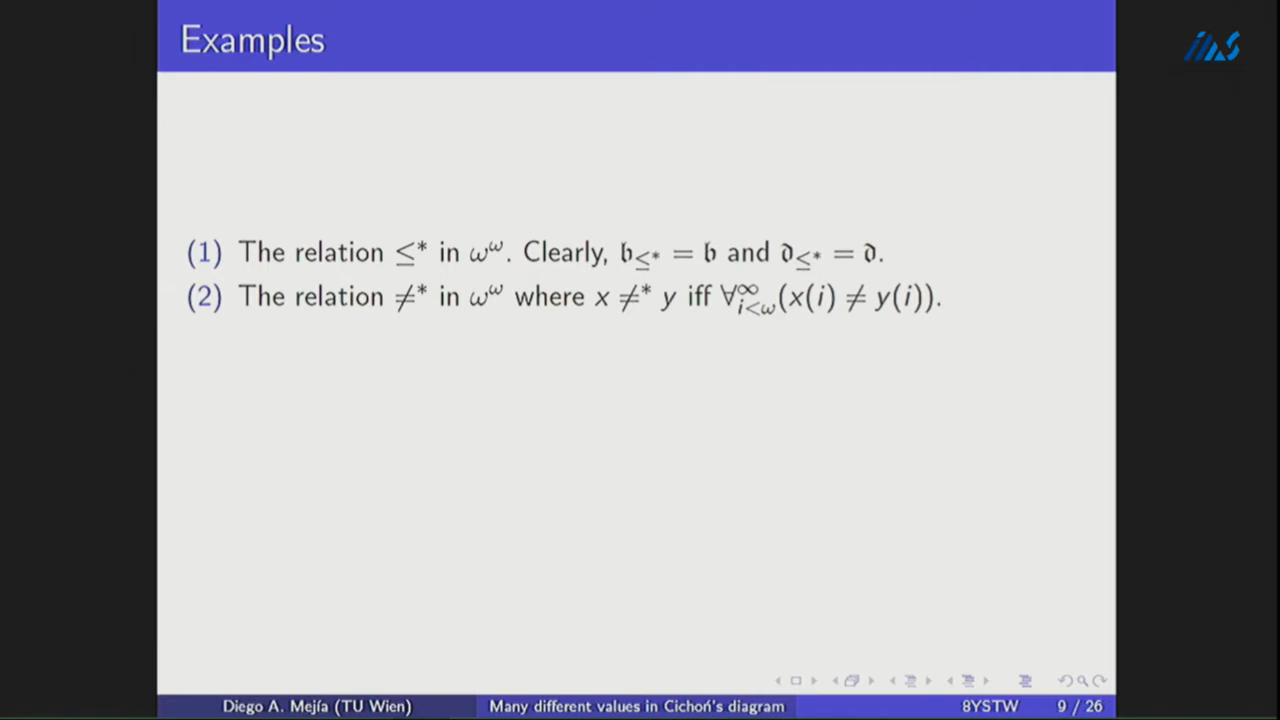 Examples
(1) The relation ≤* in ω^ω. Clearly, 𝔟_≤* = 𝔟 and 𝔡_≤* = 𝔡.
(2) The relation ≠* in ω^ω where x ≠* y iff ∀^∞_{i<ω}(x(i) ≠ y(i)).
Diego A. Mejía (TU Wien) Many different values in Cichoń's diagram 8YSTW 9 / 26